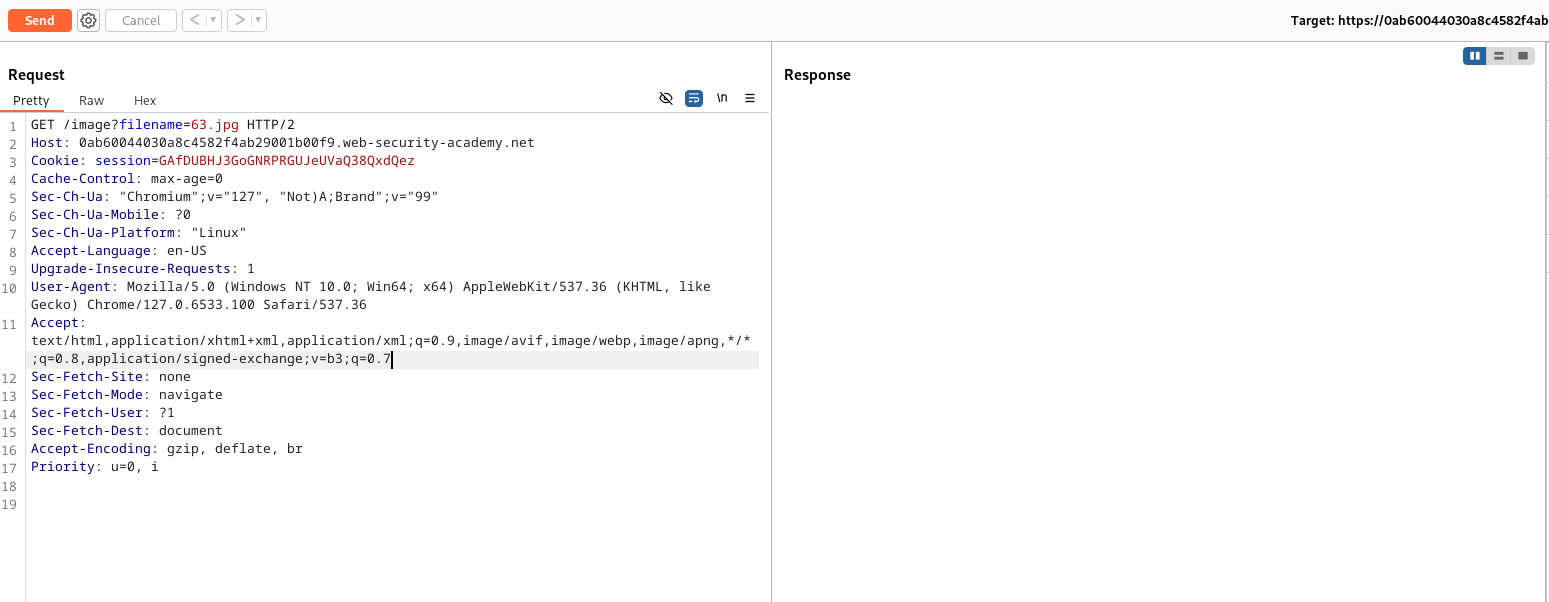 Send Cancel < >
Target: https://0ab60044030a8c4582f4ab
Request
Response
Pretty Raw Hex \n
1 GET /image?filename=63.jpg HTTP/2
2 Host: 0ab60044030a8c4582f4ab29001b00f9.web-security-academy.net
3 Cookie: session=GAfDUBHJ3GoGNRPRGUJeUVaQ38QxdQez
4 Cache-Control: max-age=0
5 Sec-Ch-Ua: "Chromium";v="127", "Not)A;Brand";v="99"
6 Sec-Ch-Ua-Mobile: ?0
7 Sec-Ch-Ua-Platform: "Linux"
8 Accept-Language: en-US
9 Upgrade-Insecure-Requests: 1
10 User-Agent: Mozilla/5.0 (Windows NT 10.0; Win64; x64) AppleWebKit/537.36 (KHTML, like
Gecko) Chrome/127.0.6533.100 Safari/537.36
11 Accept:
text/html,application/xhtml+xml,application/xml;q=0.9,image/avif,image/webp,image/apng,*/*
;q=0.8,application/signed-exchange;v=b3;q=0.7
12 Sec-Fetch-Site: none
13 Sec-Fetch-Mode: navigate
14 Sec-Fetch-User: ?1
15 Sec-Fetch-Dest: document
16 Accept-Encoding: gzip, deflate, br
17 Priority: u=0, i
18
19